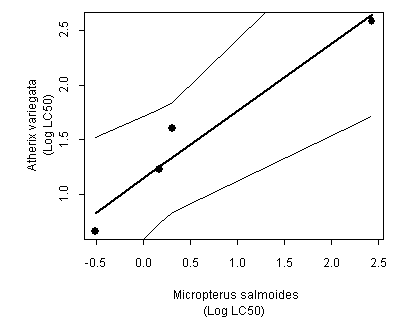 2.5
2.0
1.5
1.0
Atherix variegata
(Log LC50)
-0.5 0.0 0.5 1.0 1.5 2.0 2.5
Micropterus salmoides
(Log LC50)